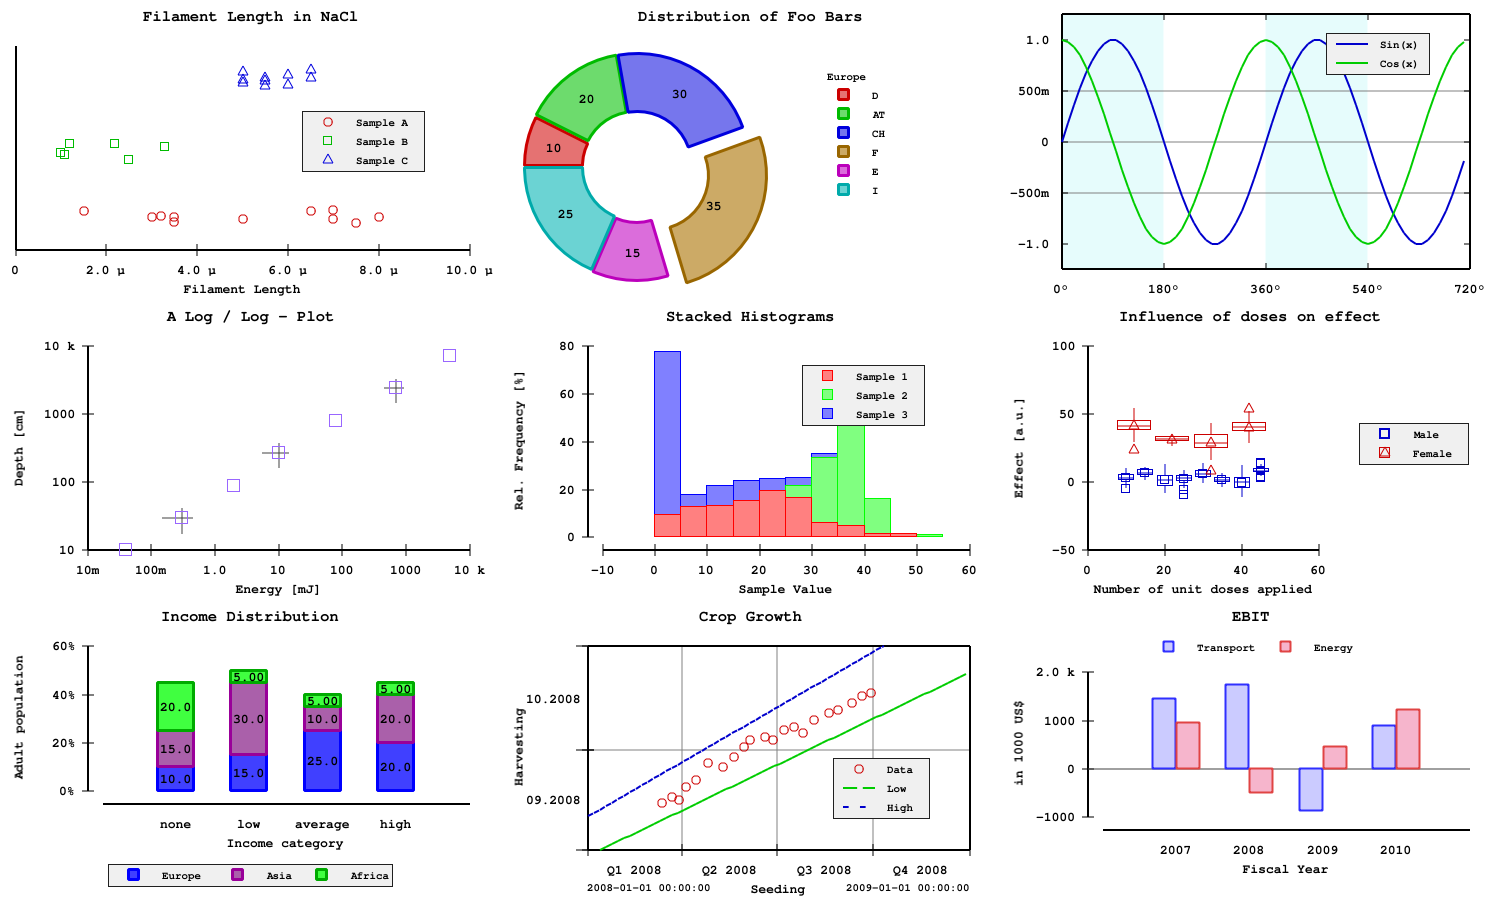 Filament Length in NaCl
Sample A
Sample B
Sample C
0 2.0 µ 4.0 µ 6.0 µ 8.0 µ 10.0 µ
Filament Length
Distribution of Foo Bars
20
30
10
35
25
15
Europe
D
AT
CH
F
E
I
1.0
500m
0
−500m
−1.0
Sin(x)
Cos(x)
0° 180° 360° 540° 720°
A Log / Log − Plot
Depth [cm]
10 k
1000
100
10
10m 100m 1.0 10 100 1000 10 k
Energy [mJ]
Stacked Histograms
Rel. Frequency [%]
80
60
40
20
0
Sample 1
Sample 2
Sample 3
−10 0 10 20 30 40 50 60
Sample Value
Influence of doses on effect
Effect [a.u.]
100
50
0
−50
Male
Female
0 20 40 60
Number of unit doses applied
Income Distribution
Adult population
60%
40%
20%
0%
20.0
15.0
10.0
5.00
30.0
15.0
5.00
10.0
25.0
5.00
20.0
20.0
none low average high
Income category
Europe Asia Africa
Crop Growth
Harvesting
10.2008
09.2008
Data
Low
High
Q1 2008 Q2 2008 Q3 2008 Q4 2008
2008−01−01 00:00:00 2009−01−01 00:00:00
Seeding
EBIT
Transport Energy
in 1000 US$
2.0 k
1000
0
−1000
2007 2008 2009 2010
Fiscal Year